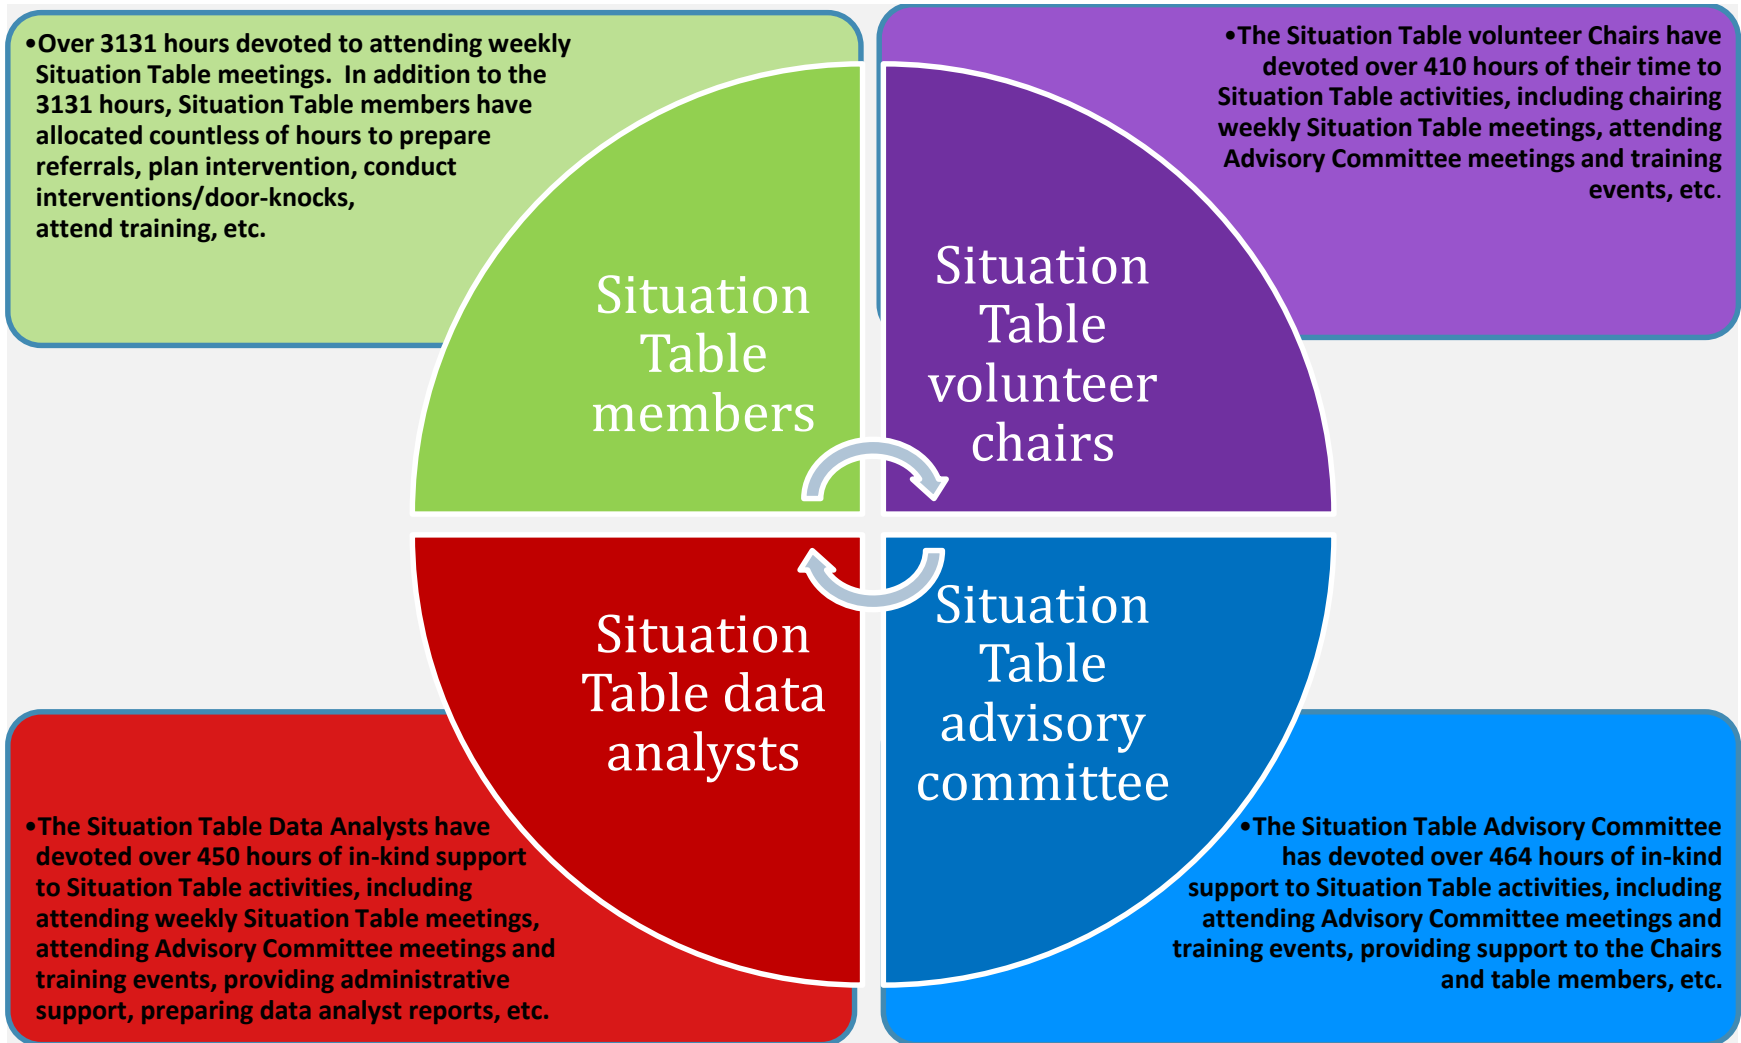 •Over 3131 hours devoted to attending weekly
Situation Table meetings.  In addition to the
3131 hours, Situation Table members have
allocated countless of hours to prepare
referrals, plan intervention, conduct
interventions/door-knocks,
attend training, etc.
•The Situation Table volunteer Chairs have
devoted over 410 hours of their time to
Situation Table activities, including chairing
weekly Situation Table meetings, attending
Advisory Committee meetings and training
events, etc.
Situation
Table
members
Situation
Table
volunteer
chairs
Situation
Table data
analysts
Situation
Table
advisory
committee
•The Situation Table Data Analysts have
devoted over 450 hours of in-kind support
to Situation Table activities, including
attending weekly Situation Table meetings,
attending Advisory Committee meetings and
training events, providing administrative
support, preparing data analyst reports, etc.
•The Situation Table Advisory Committee
has devoted over 464 hours of in-kind
support to Situation Table activities, including
attending Advisory Committee meetings and
training events, providing support to the Chairs
and table members, etc.